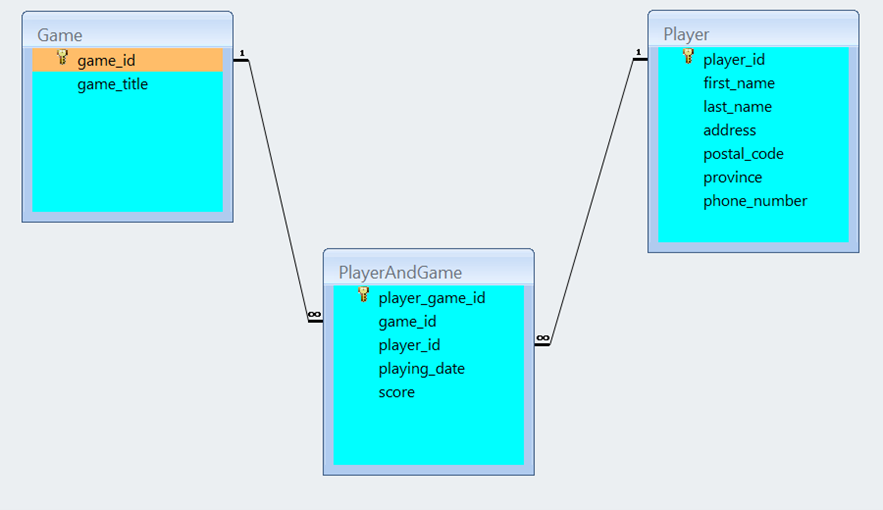 Game
game_id
game_title
1
Player
player_id
first_name
last_name
address
postal_code
province
phone_number
1
PlayerAndGame
player_game_id
game_id
player_id
playing_date
score
∞
∞